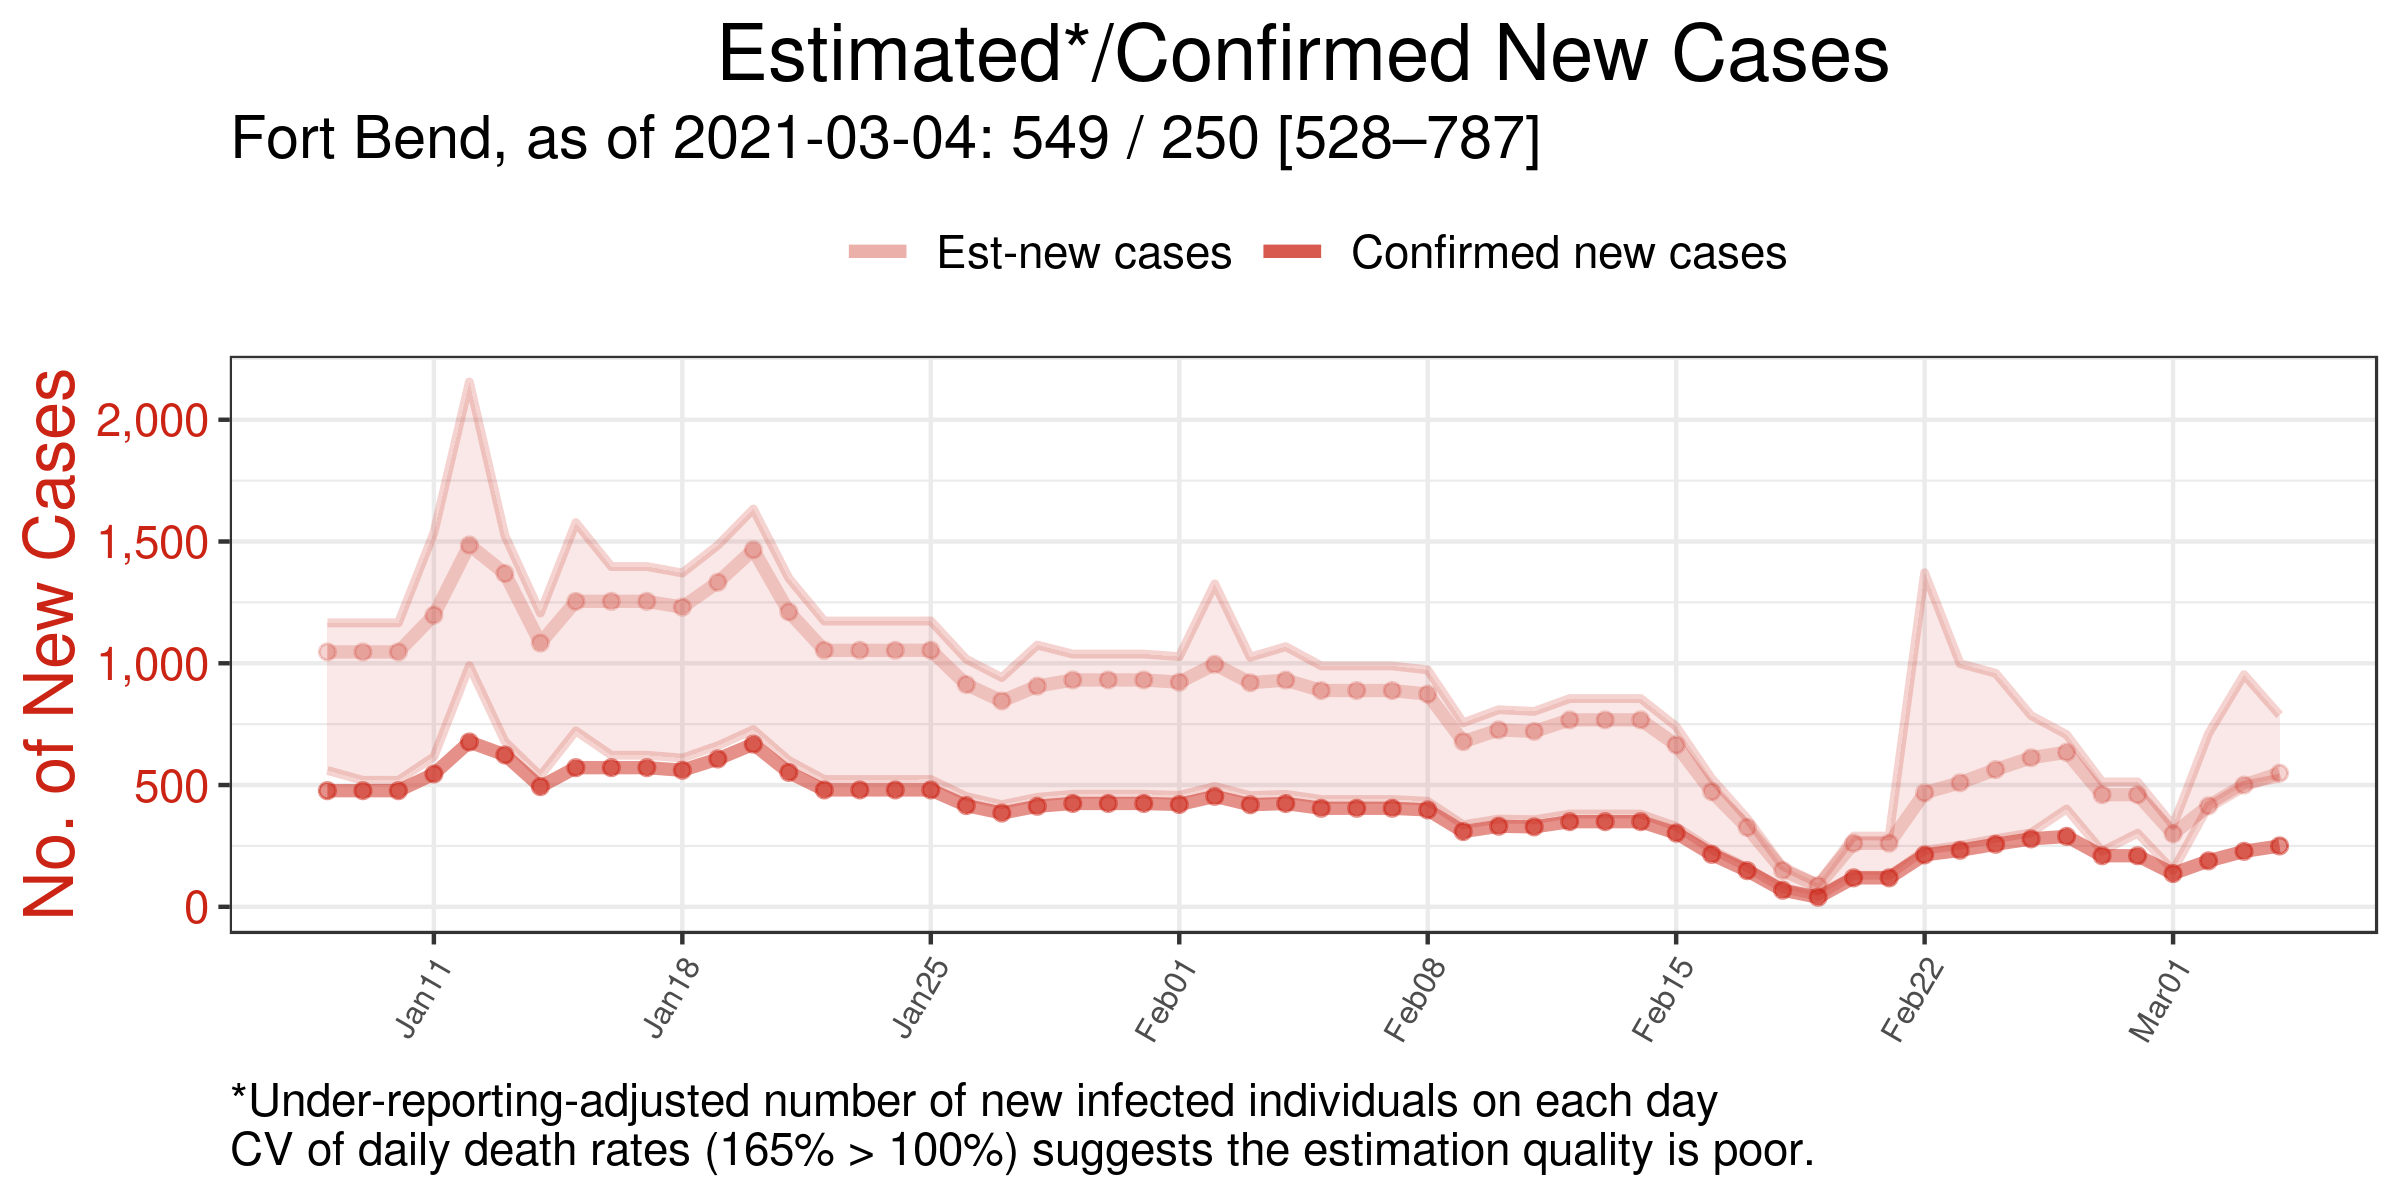 Estimated*/Confirmed New Cases
Fort Bend, as of 2021-03-04: 549 / 250 [528–787]
Est-new cases
Confirmed new cases
No. of New Cases
2,000
1,500
1,000
500
0
Jan11
Jan18
Jan25
Feb01
Feb08
Feb15
Feb22
Mar01
*Under-reporting-adjusted number of new infected individuals on each day
CV of daily death rates (165% > 100%) suggests the estimation quality is poor.